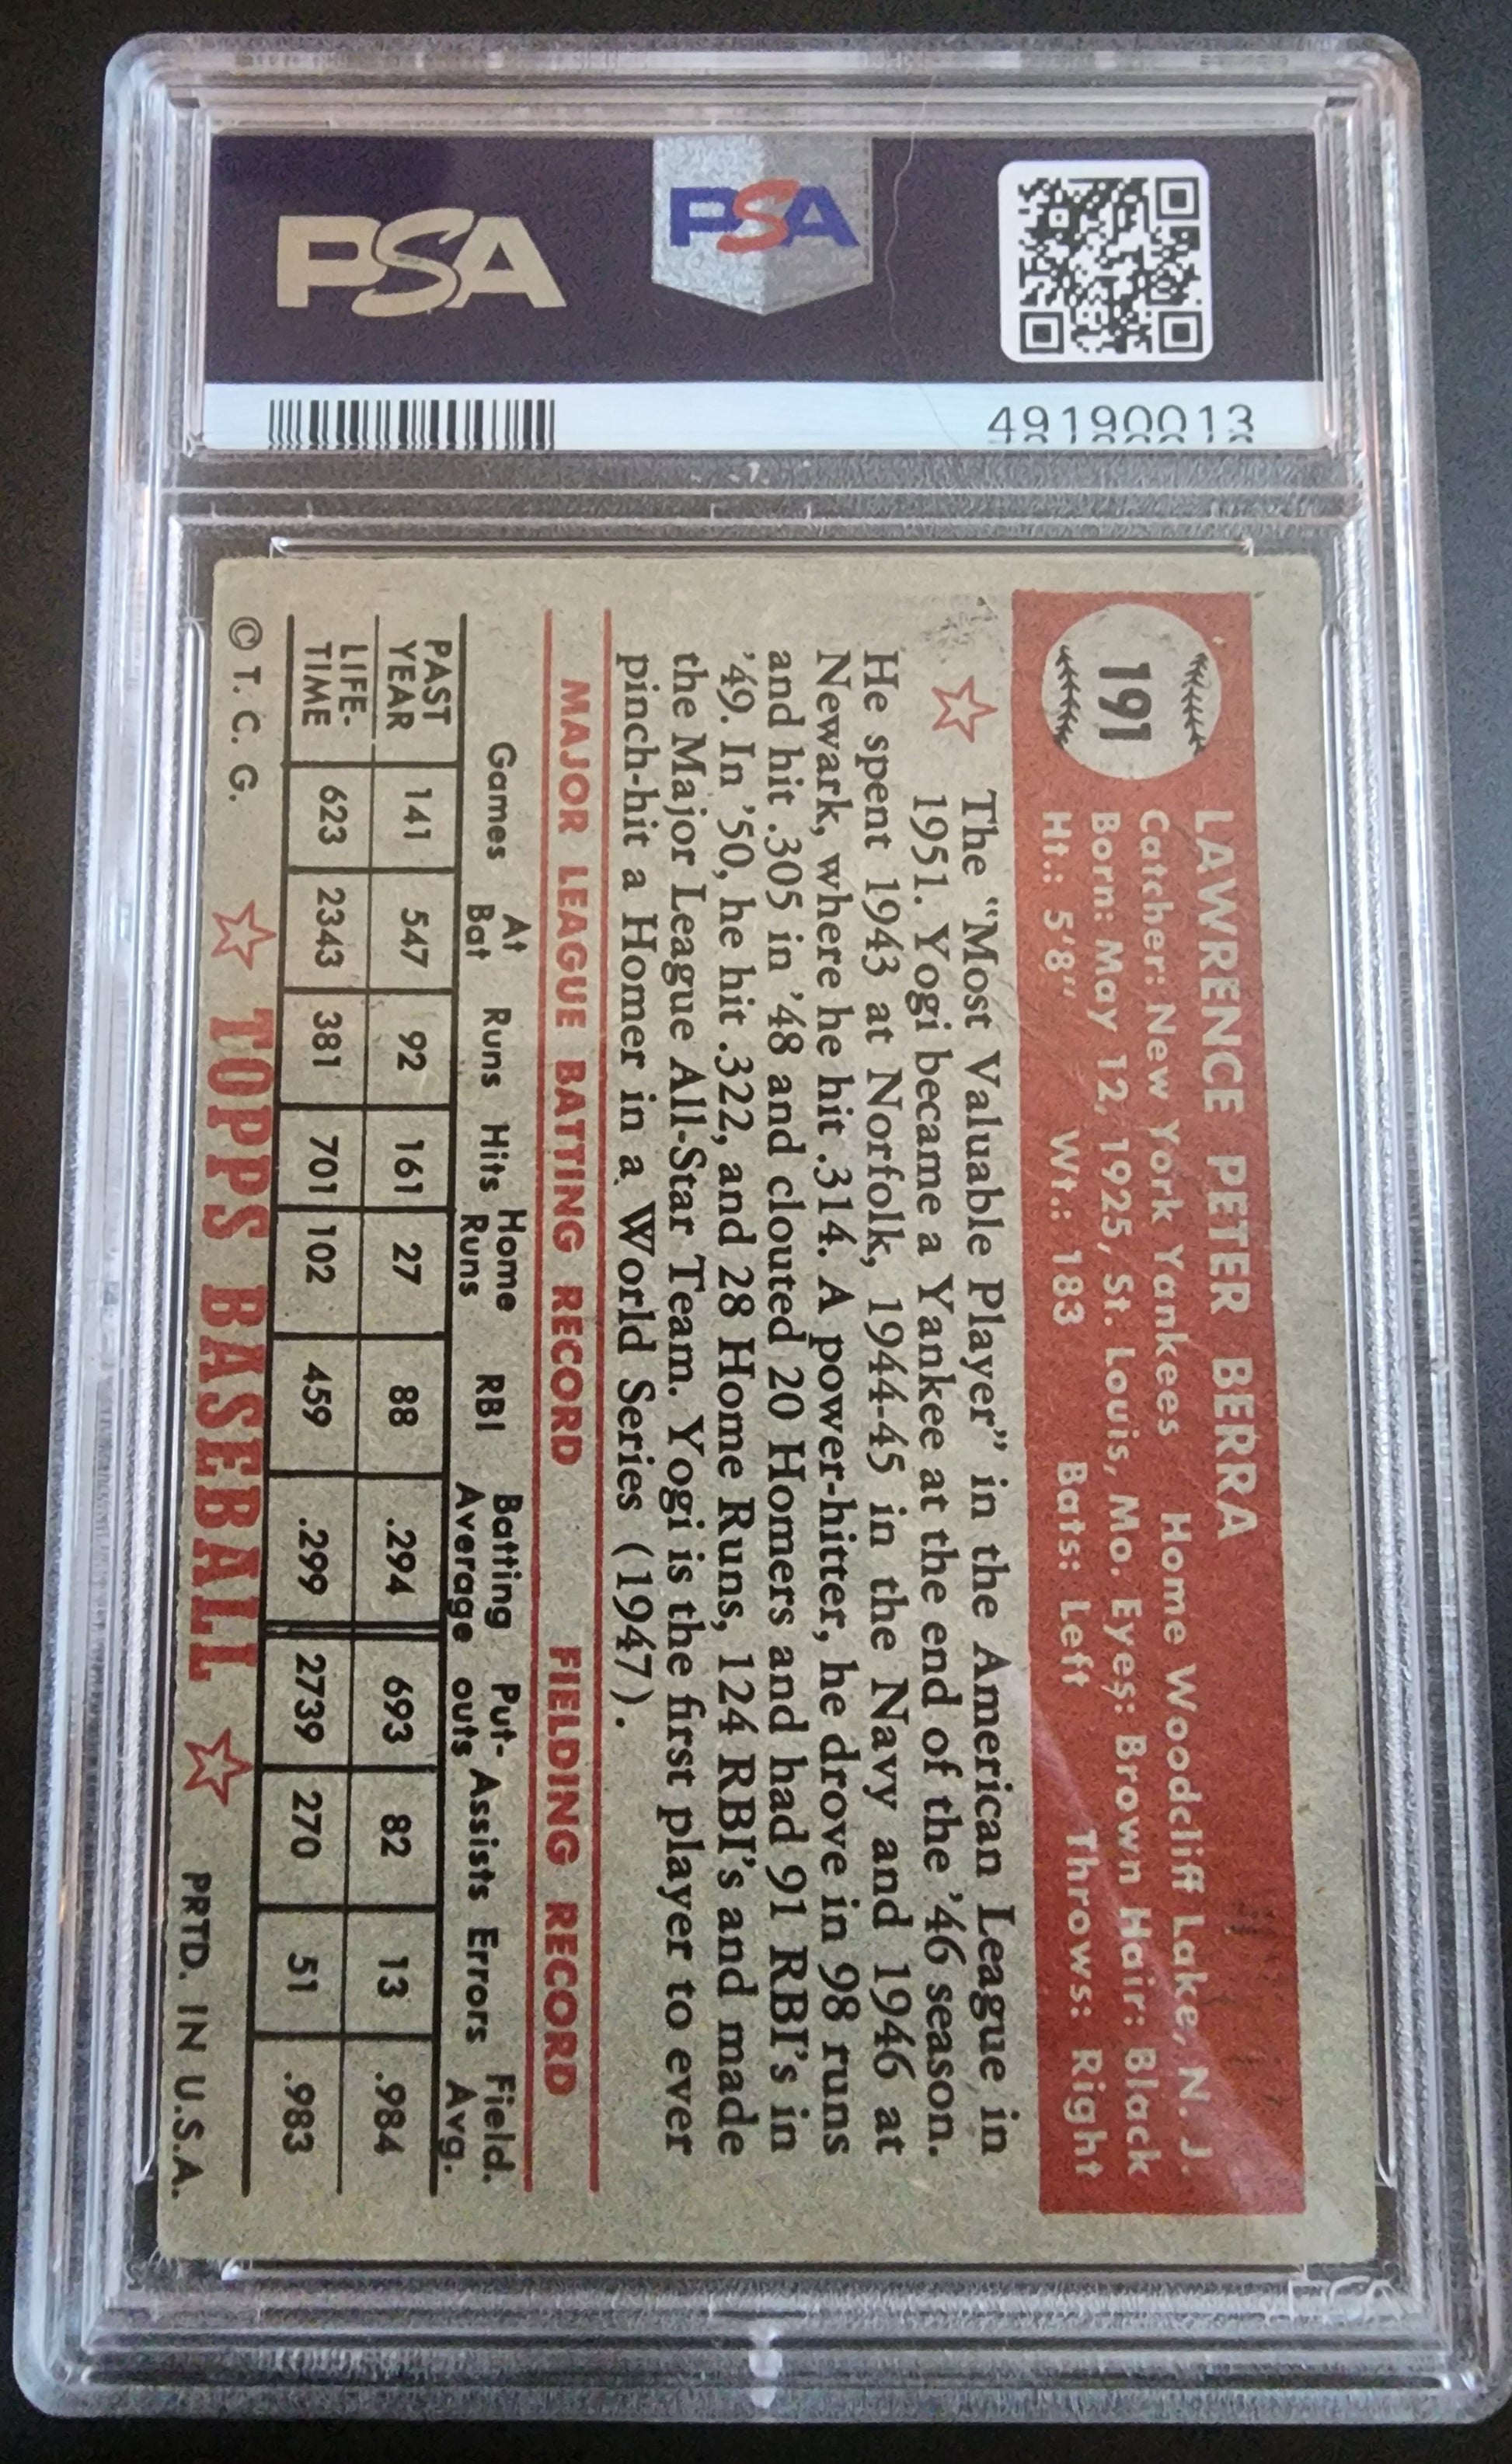 PSA
PSA
49190013
191
LAWRENCE PETER BERRA
Catcher: New York Yankees Home Woodcliff Lake, N. J.
Born: May 12, 1925, St. Louis, Mo. Eyes: Brown Hair: Black
Ht.: 5'8" Wt.: 183 Bats: Left Throws: Right
The "Most Valuable Player" in the American League in
1951. Yogi became a Yankee at the end of the '46 season.
He spent 1943 at Norfolk, 1944-45 in the Navy and 1946 at
Newark, where he hit .314. A power-hitter, he drove in 98 runs
and hit .305 in '48 and clouted 20 Homers and had 91 RBI's in
'49. In '50, he hit .322, and 28 Home Runs, 124 RBI's and made
the Major League All-Star Team. Yogi is the first player to ever
pinch-hit a Homer in a World Series (1947).
MAJOR LEAGUE BATTING RECORD FIELDING RECORD
Games At Bat Runs Hits Home Runs RBI Batting Average Put-outs Assists Errors Field. Avg.
PAST YEAR 141 547 92 161 27 88 .294 693 82 13 .984
LIFE-TIME 623 2343 381 701 102 459 .299 2739 270 51 .983
© T. C. G. TOPPS BASEBALL PRTD. IN U.S.A.